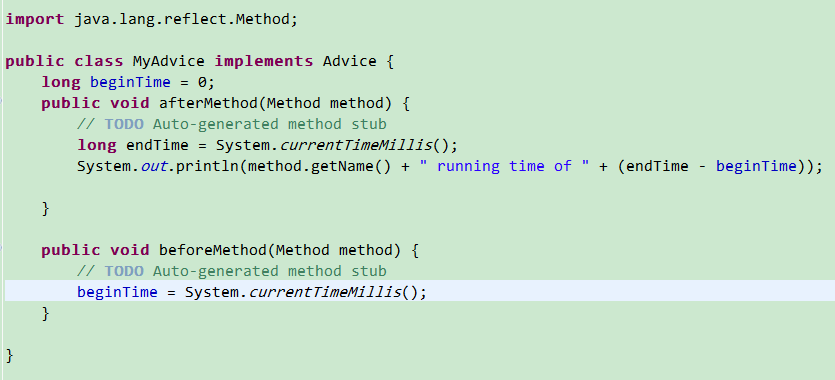 import java.lang.reflect.Method;
public class MyAdvice implements Advice {
long beginTime = 0;
public void afterMethod(Method method) {
// TODO Auto-generated method stub
long endTime = System.currentTimeMillis();
System.out.println(method.getName() + " running time of " + (endTime - beginTime));
}
public void beforeMethod(Method method) {
// TODO Auto-generated method stub
beginTime = System.currentTimeMillis();
}
}